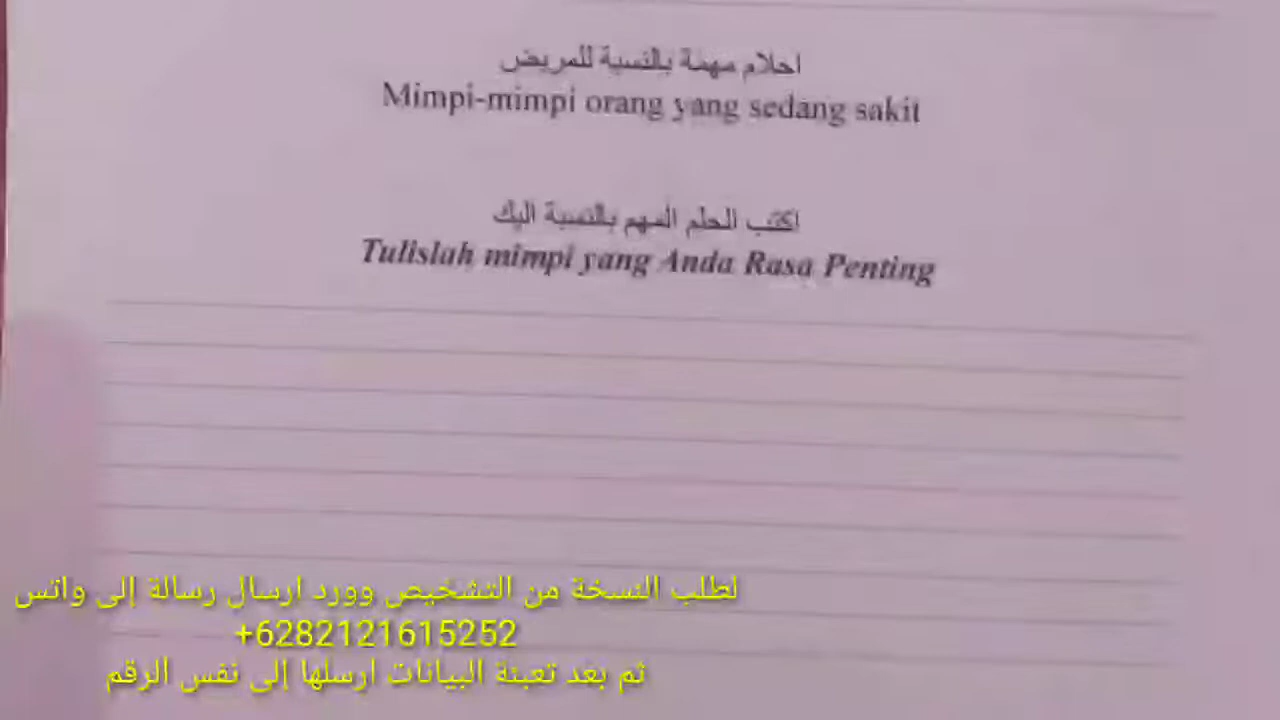 احلام مهمة بالنسبة للمريض
Mimpi-mimpi orang yang sedang sakit
اكتب الحلم المهم بالنسبة اليك
Tulislah mimpi yang Anda Rasa Penting
لطلب النسخة من التشخيص وورد ارسال رسالة إلى واتس
+6282121615252
ثم بعد تعبئة البيانات ارسلها إلى نفس الرقم